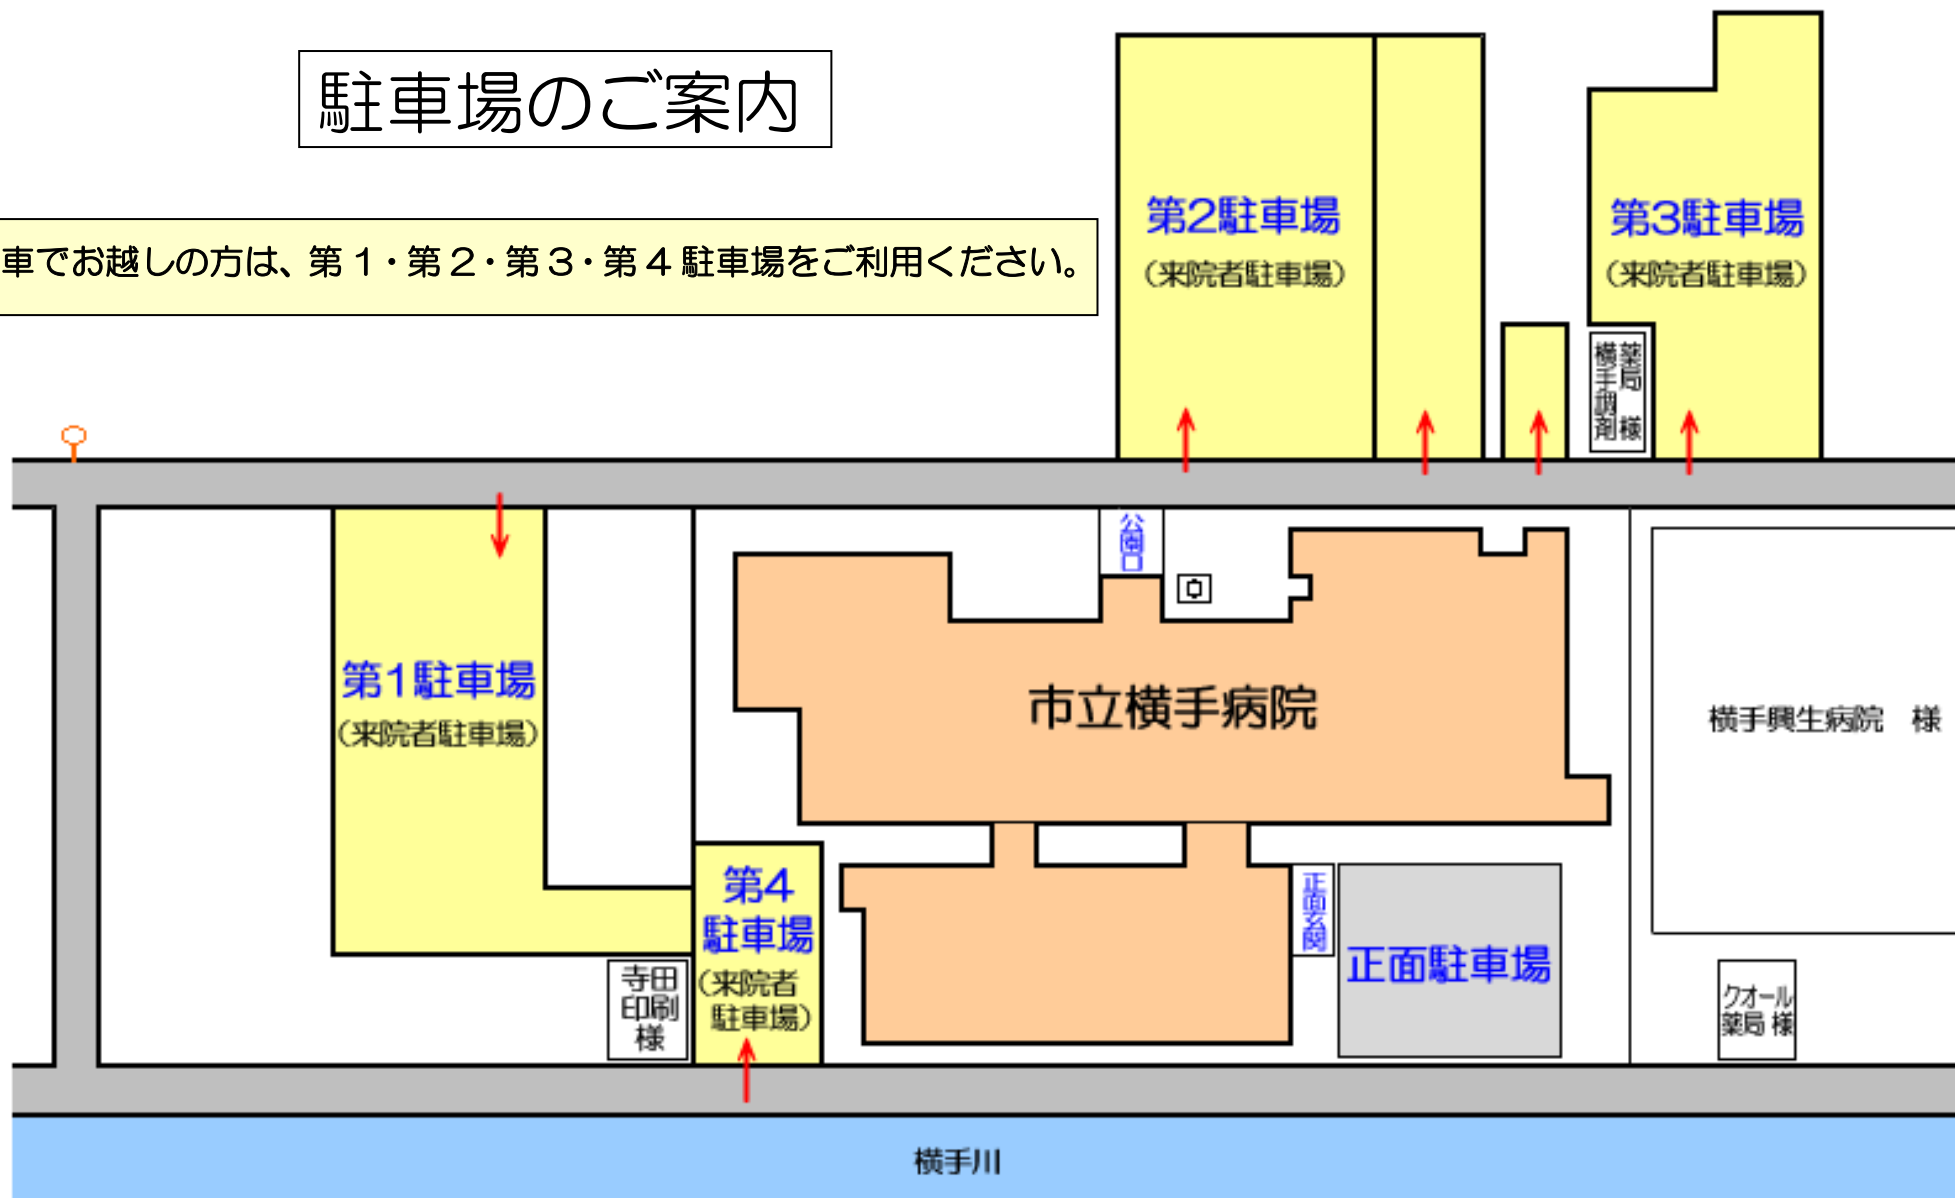 駐車場のご案内
車でお越しの方は、第1・第2・第3・第4駐車場をご利用ください。
第2駐車場
（来院者駐車場）
第3駐車場
（来院者駐車場）
横手調剤
薬局 様
公園口
第1駐車場
（来院者駐車場）
市立横手病院
横手興生病院 様
第4
駐車場
（来院者
駐車場）
正面玄関
正面駐車場
寺田
印刷
様
クオール
薬局 様
横手川